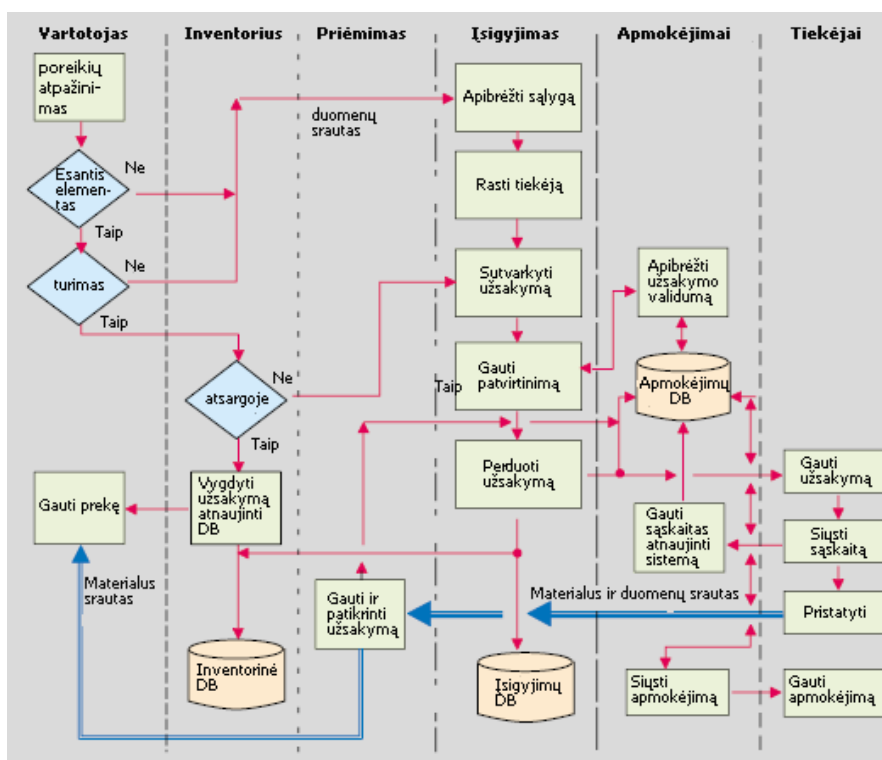 Vartotojas
Inventorius
Priėmimas
Įsigyjimas
Apmokėjimai
Tiekėjai
poreikių
atpažini-
mas
duomenų
srautas
Apibrėžti sąlygą
Ne
Esantis
elemen-
tas
Rasti tiekėją
Taip
Ne
turimas
Sutvarkyti
užsakymą
Apibrėžti
užsakymo
validumą
Taip
Ne
atsargoje
Taip
Gauti
patvirtinimą
Apmokėjimų
DB
Taip
Gauti prekę
Vygdyti
užsakymą
atnaujinti
DB
Perduoti
užsakymą
Gauti
užsakymą
Gauti
sąskaitas
atnaujinti
sistemą
Siųsti
sąskaitą
Materialus
srautas
Gauti ir
patikrinti
užsakymą
Materialus ir duomenų srautas
Pristatyti
Inventorinė
DB
Įsigyjimų
DB
Siųsti
apmokėjimą
Gauti
apmokėjimą